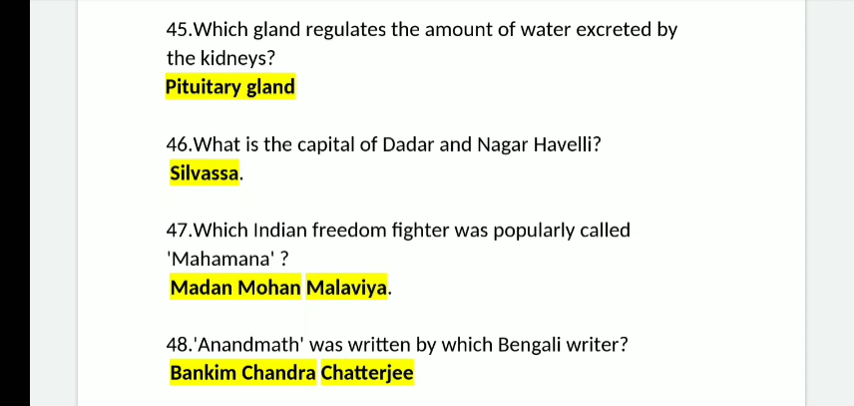 45.Which gland regulates the amount of water excreted by
the kidneys?
Pituitary gland
46.What is the capital of Dadar and Nagar Havelli?
Silvassa.
47.Which Indian freedom fighter was popularly called
'Mahamana' ?
Madan Mohan Malaviya.
48.'Anandmath' was written by which Bengali writer?
Bankim Chandra Chatterjee